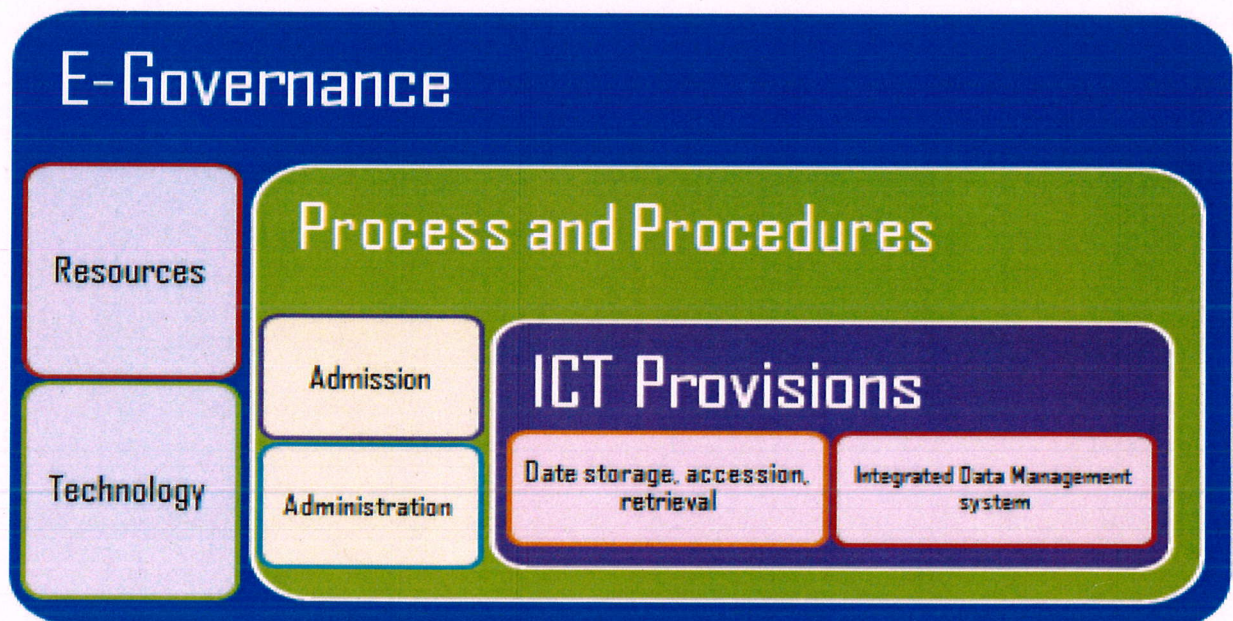 E-Governance
Resources
Technology
Process and Procedures
Admission
Administration
ICT Provisions
Date storage, accession,
retrieval
Integrated Data Management
system